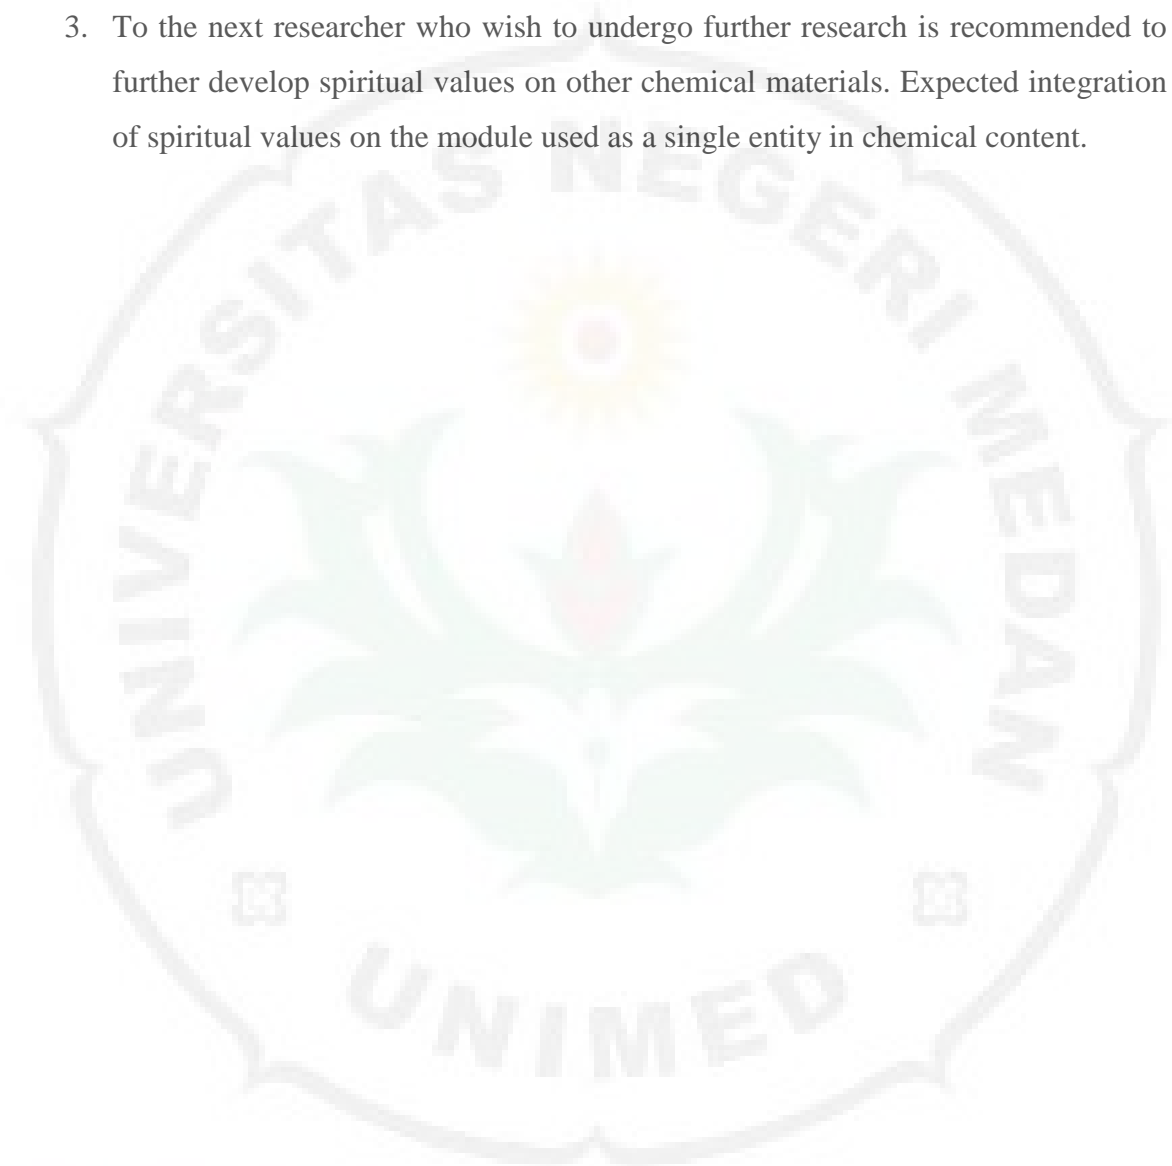 3. To the next researcher who wish to undergo further research is recommended to
further develop spiritual values on other chemical materials. Expected integration
of spiritual values on the module used as a single entity in chemical content.
UNIVERSITAS NEGERI MEDAN
UNIMED